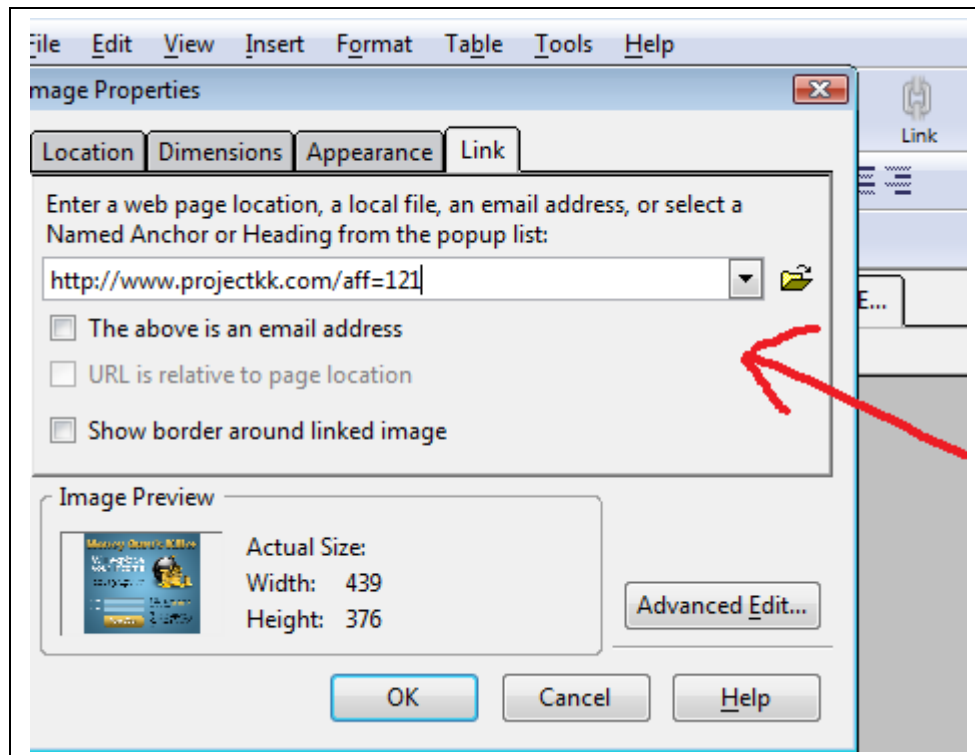 File Edit View Insert Format Table Tools Help
mage Properties
Link
Location Dimensions Appearance Link
Enter a web page location, a local file, an email address, or select a
Named Anchor or Heading from the popup list:
http://www.projectkk.com/aff=121
E...
The above is an email address
URL is relative to page location
Show border around linked image
Image Preview
Actual Size:
Width: 439
Height: 376
Advanced Edit...
OK Cancel Help